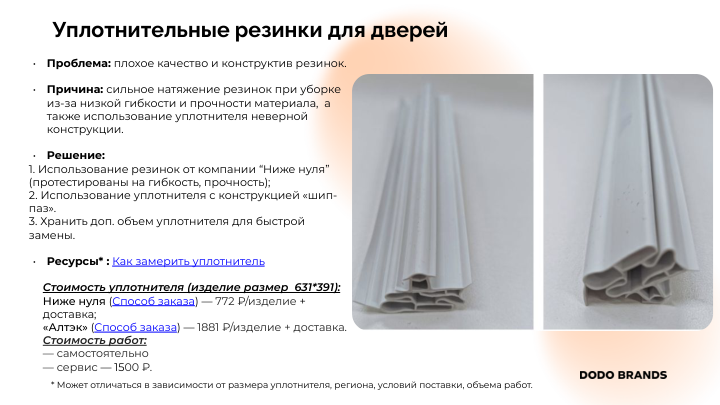 Уплотнительные резинки для дверей
• Проблема: плохое качество и конструктив резинок.
• Причина: сильное натяжение резинок при уборке
из-за низкой гибкости и прочности материала,  а
также использование уплотнителя неверной
конструкции.
• Решение:
1. Использование резинок от компании “Ниже нуля”
(протестированы на гибкость, прочность);
2. Использование уплотнителя с конструкцией «шип-
паз».
3. Хранить доп. объем уплотнителя для быстрой
замены.
• Ресурсы* : Как замерить уплотнитель
Стоимость уплотнителя (изделие размер  631*391):
Ниже нуля (Способ заказа) — 772 ₽/изделие +
доставка;
«Алтэк» (Способ заказа) — 1881 ₽/изделие + доставка.
Стоимость работ:
— самостоятельно
— сервис — 1500 ₽.
* Может отличаться в зависимости от размера уплотнителя, региона, условий поставки, объема работ.
DODO BRANDS